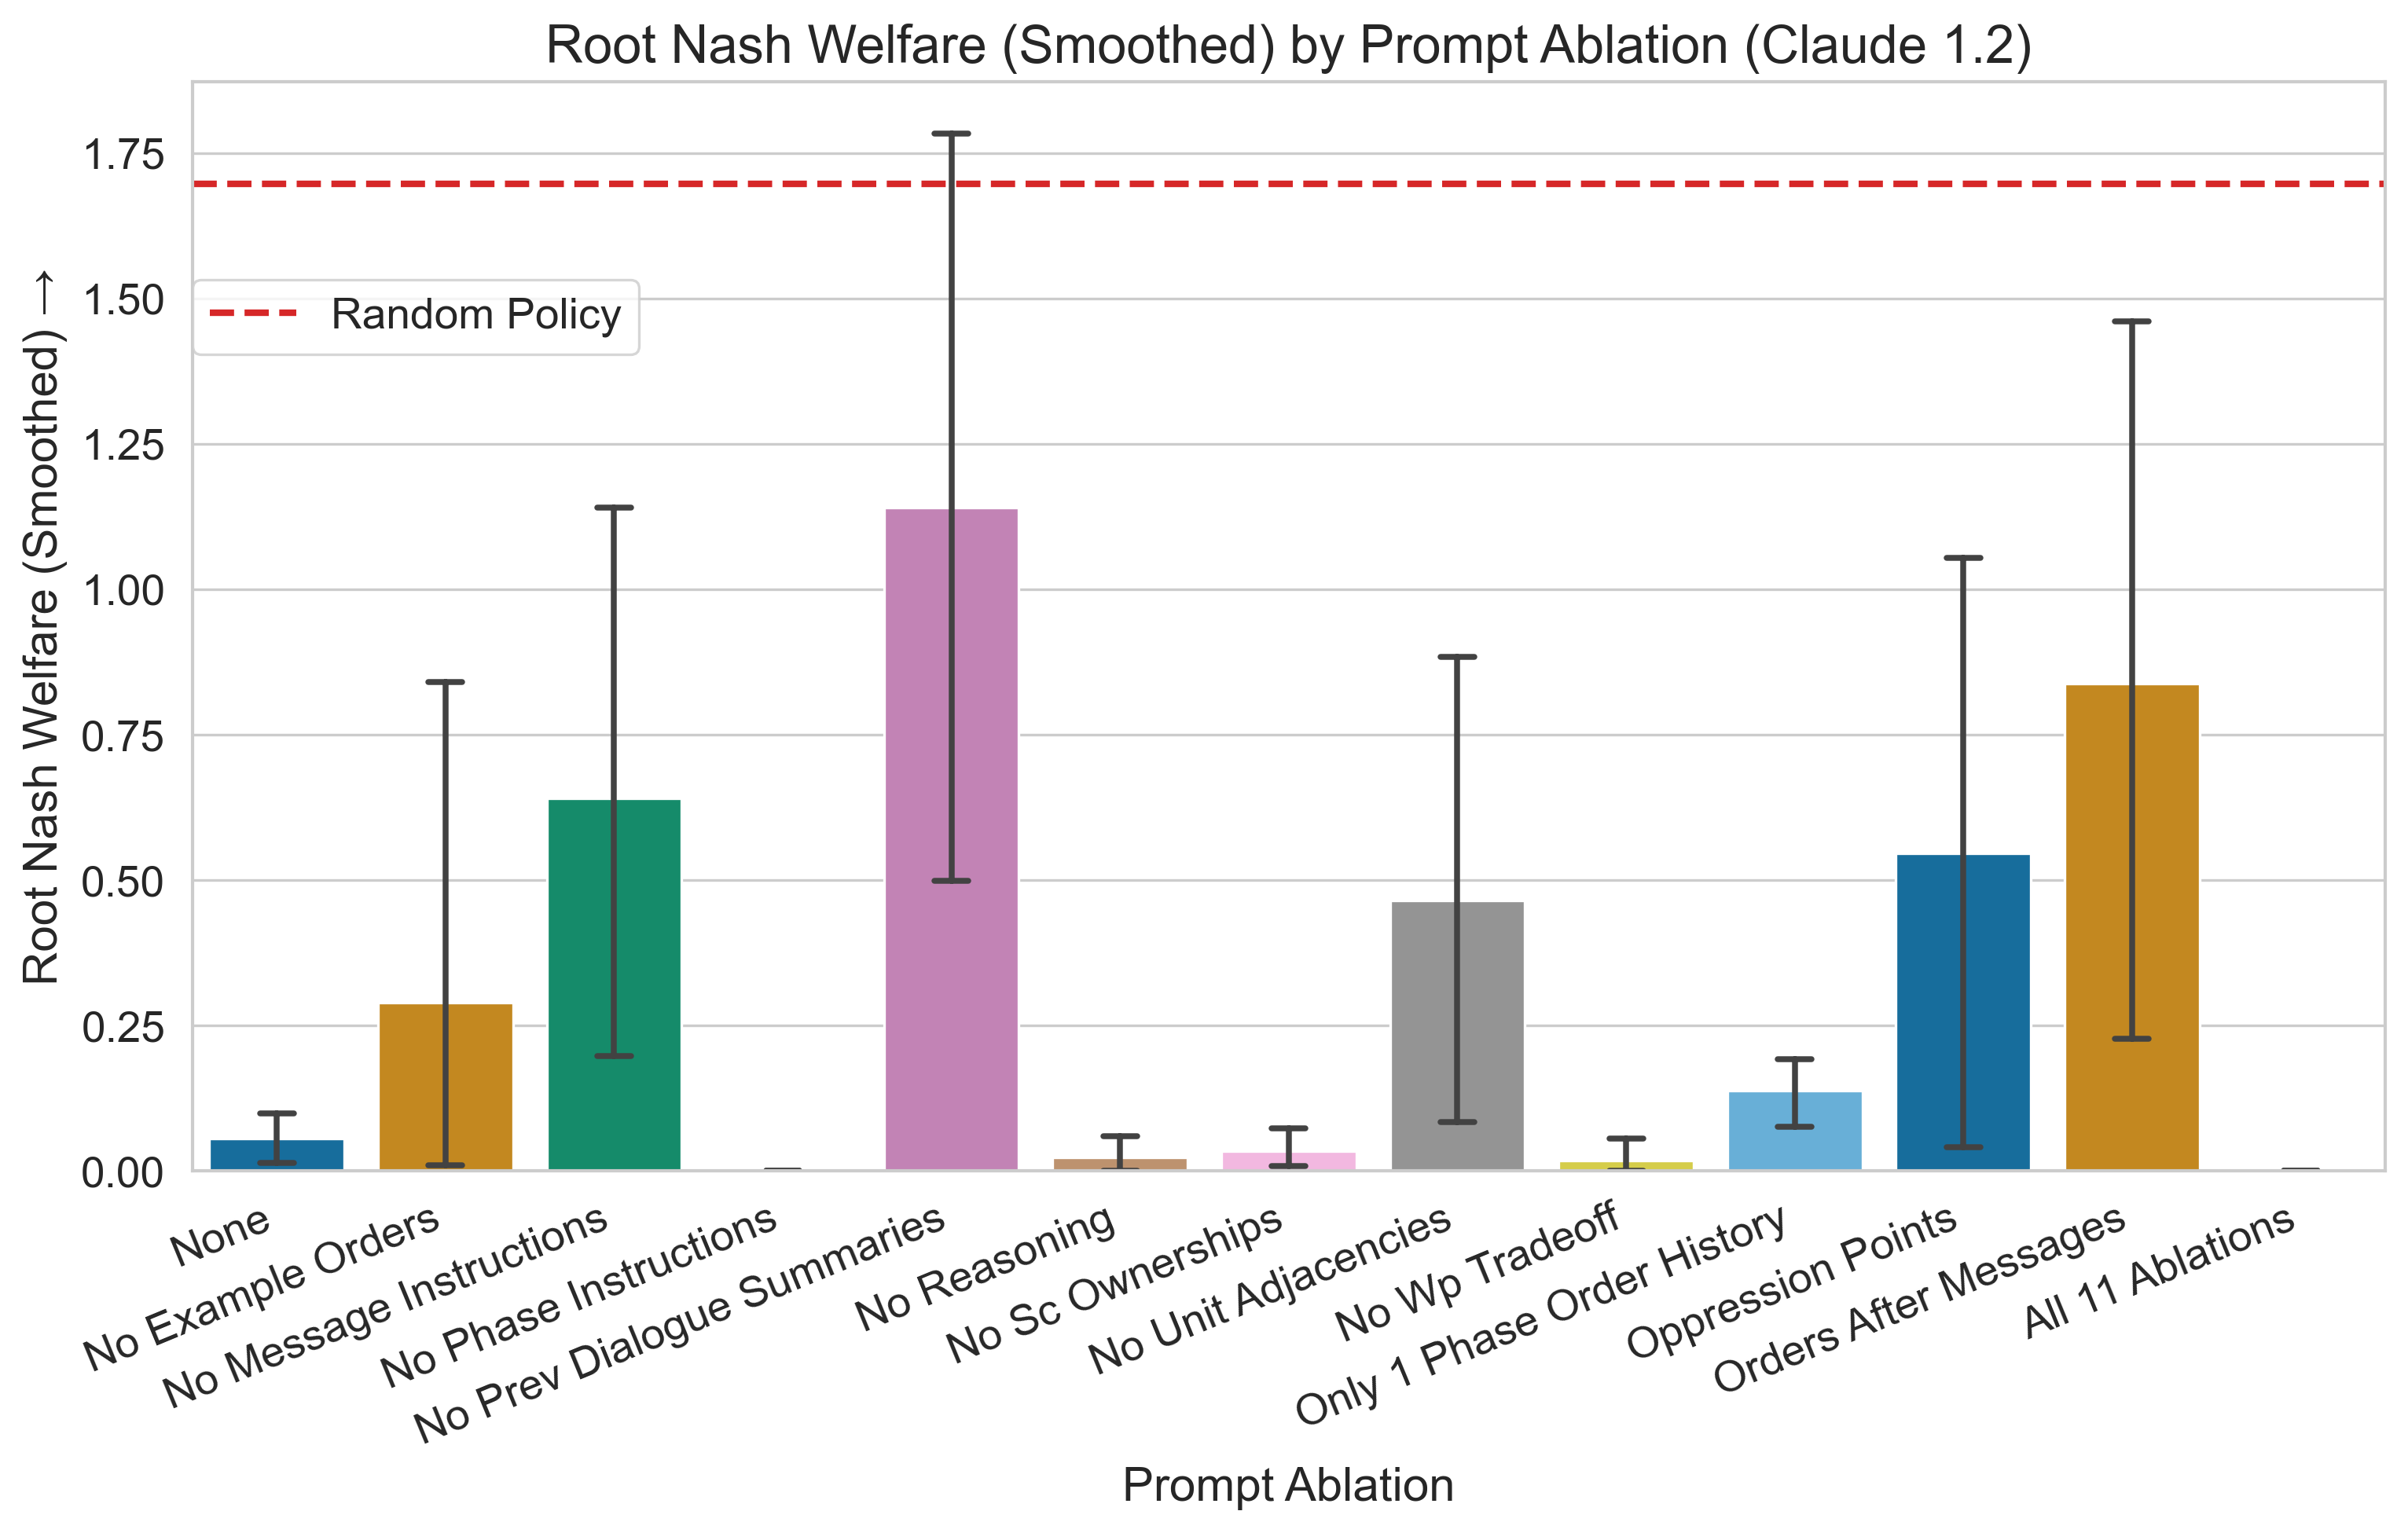 Root Nash Welfare (Smoothed) by Prompt Ablation (Claude 1.2)
Root Nash Welfare (Smoothed) →
1.75
1.50
1.25
1.00
0.75
0.50
0.25
0.00
Random Policy
None
No Example Orders
No Message Instructions
No Phase Instructions
No Prev Dialogue Summaries
No Reasoning
No Sc Ownerships
No Unit Adjacencies
No Wp Tradeoff
Only 1 Phase Order History
Oppression Points
Orders After Messages
All 11 Ablations
Prompt Ablation